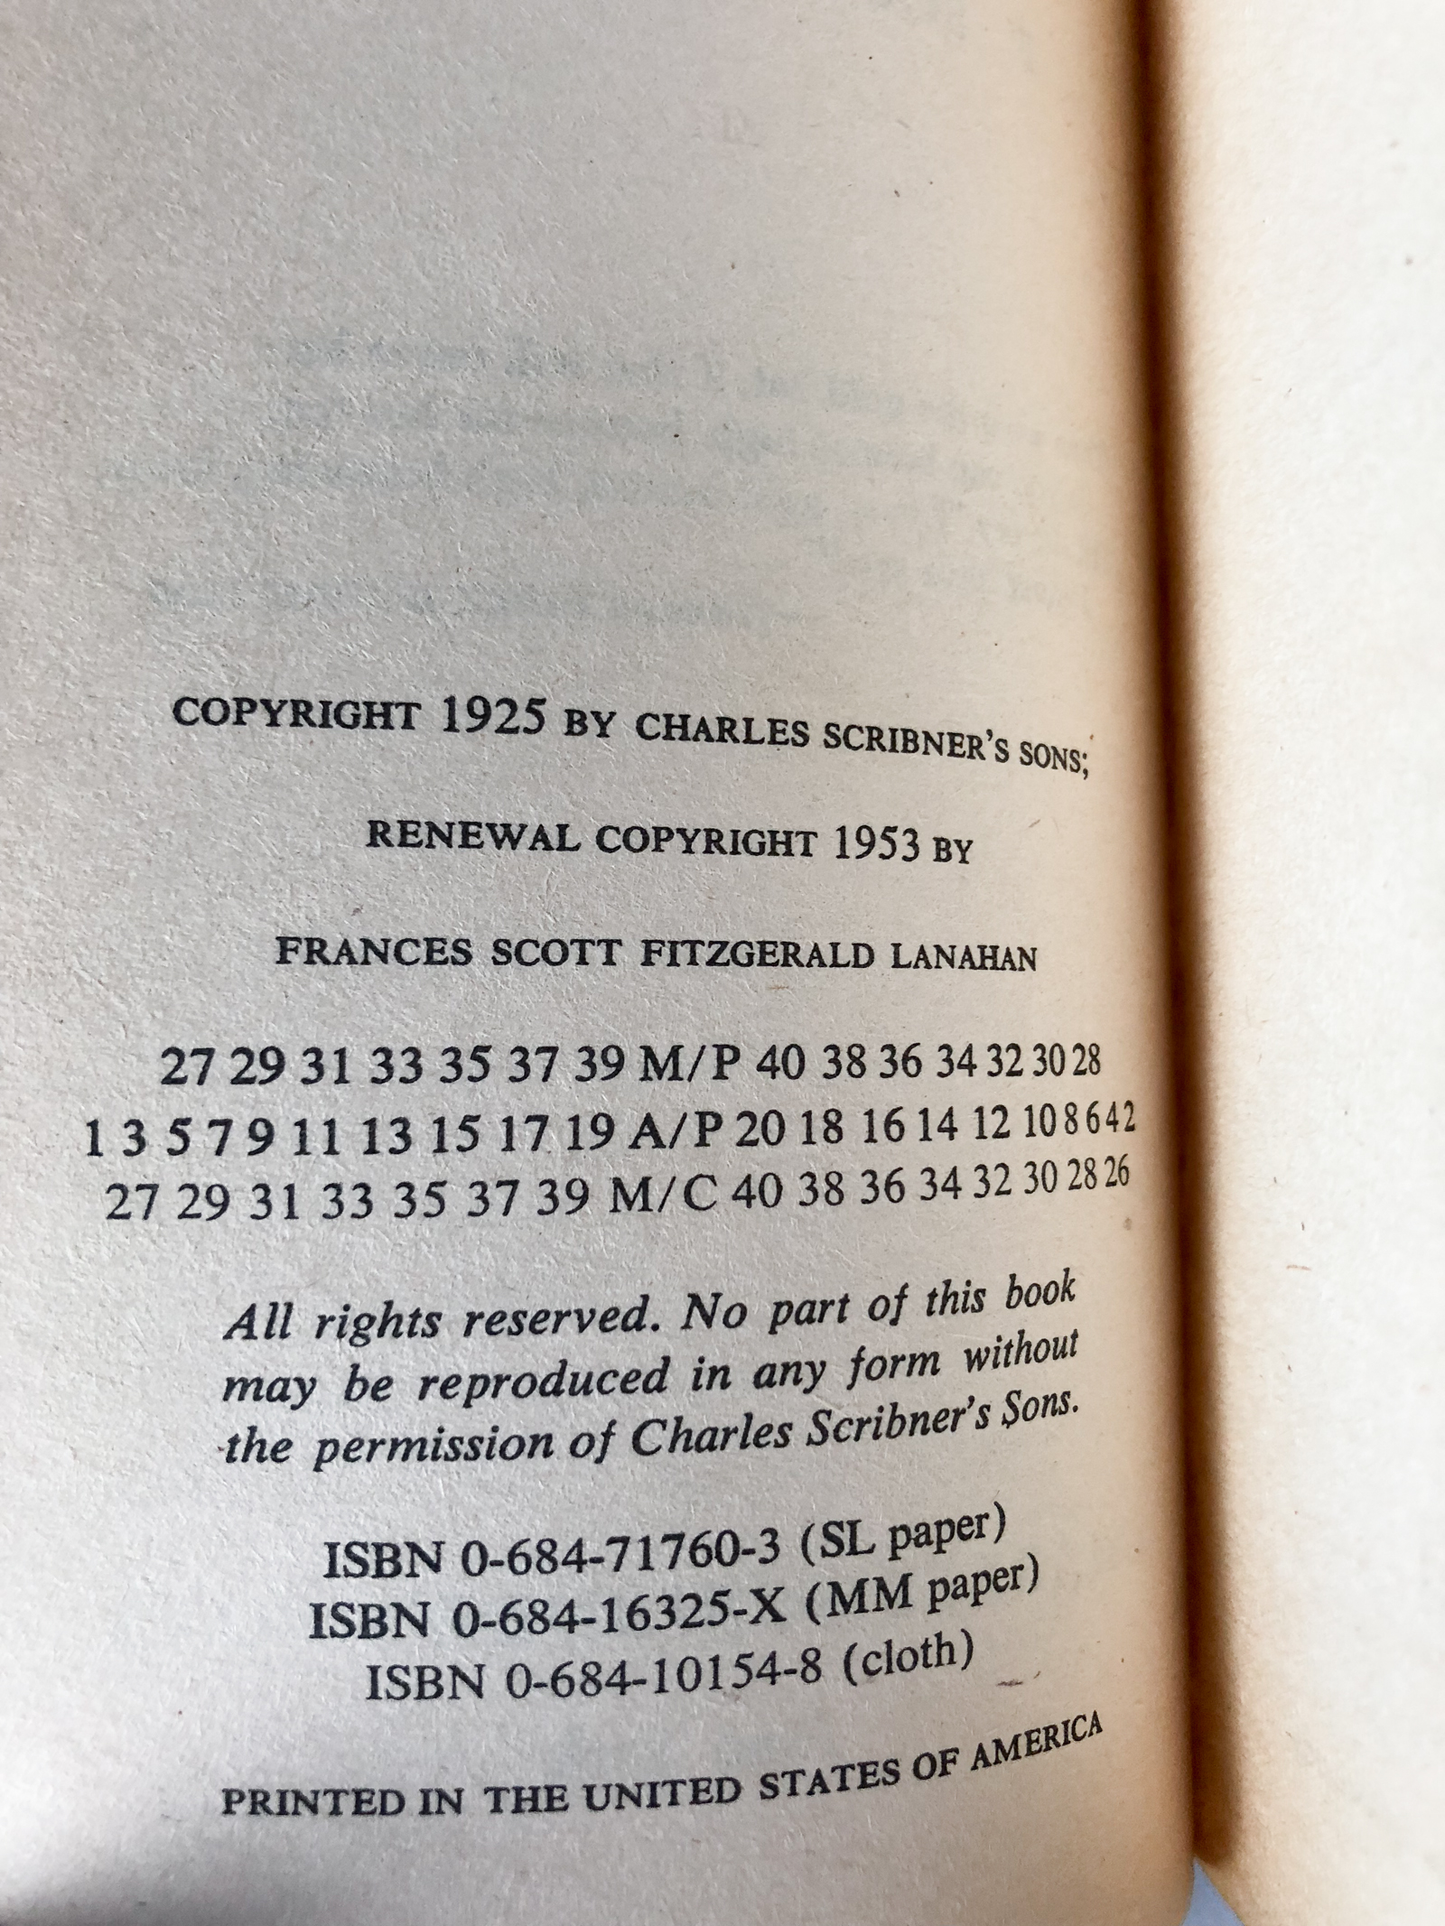 COPYRIGHT 1925 BY CHARLES SCRIBNER'S SONS;
RENEWAL COPYRIGHT 1953 BY
FRANCES SCOTT FITZGERALD LANAHAN
27 29 31 33 35 37 39 M/P 40 38 36 34 32 30 28
1 3 5 7 9 11 13 15 17 19 A/P 20 18 16 14 12 10 8 6 4 2
27 29 31 33 35 37 39 M/C 40 38 36 34 32 30 28 26
All rights reserved. No part of this book
may be reproduced in any form without
the permission of Charles Scribner's Sons.
ISBN 0-684-71760-3 (SL paper)
ISBN 0-684-16325-X (MM paper)
ISBN 0-684-10154-8 (cloth)
PRINTED IN THE UNITED STATES OF AMERICA